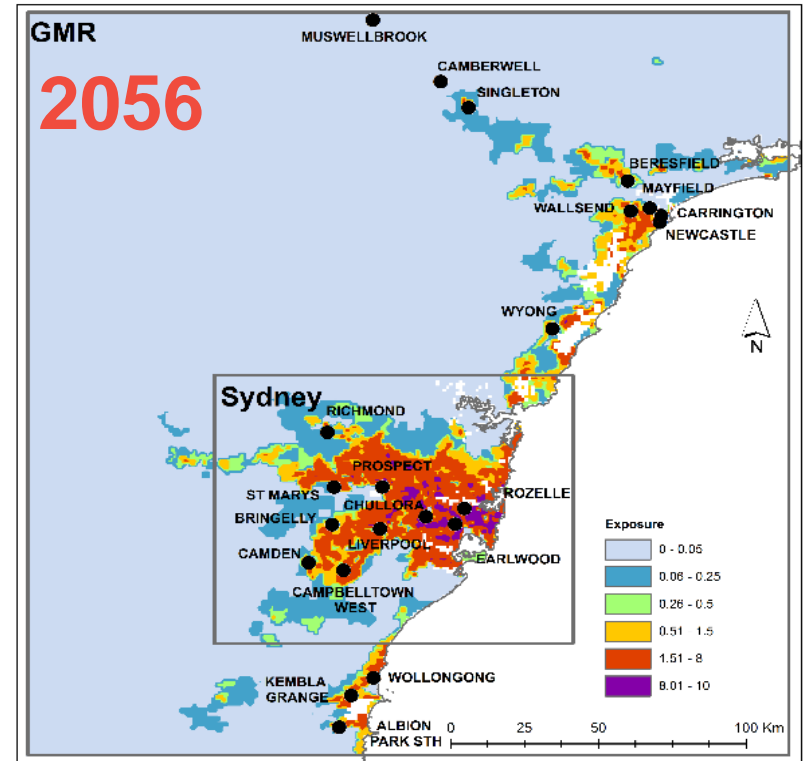 GMR
2056
MUSWELLBROOK
CAMBERWELL
SINGLETON
BERESFIELD
MAYFIELD
WALLSEND
CARRINGTON
NEWCASTLE
WYONG
N
Sydney
RICHMOND
PROSPECT
ST MARYS
ROZELLE
CHULLORA
BRINGELLY
LIVERPOOL
EARLWOOD
CAMDEN
CAMPBELLTOWN
WEST
Exposure
0 - 0.05
0.06 - 0.25
0.26 - 0.5
0.51 - 1.5
1.51 - 8
8.01 - 10
KEMBLA
GRANGE
WOLLONGONG
ALBION
PARK STH
0 25 50 100 Km